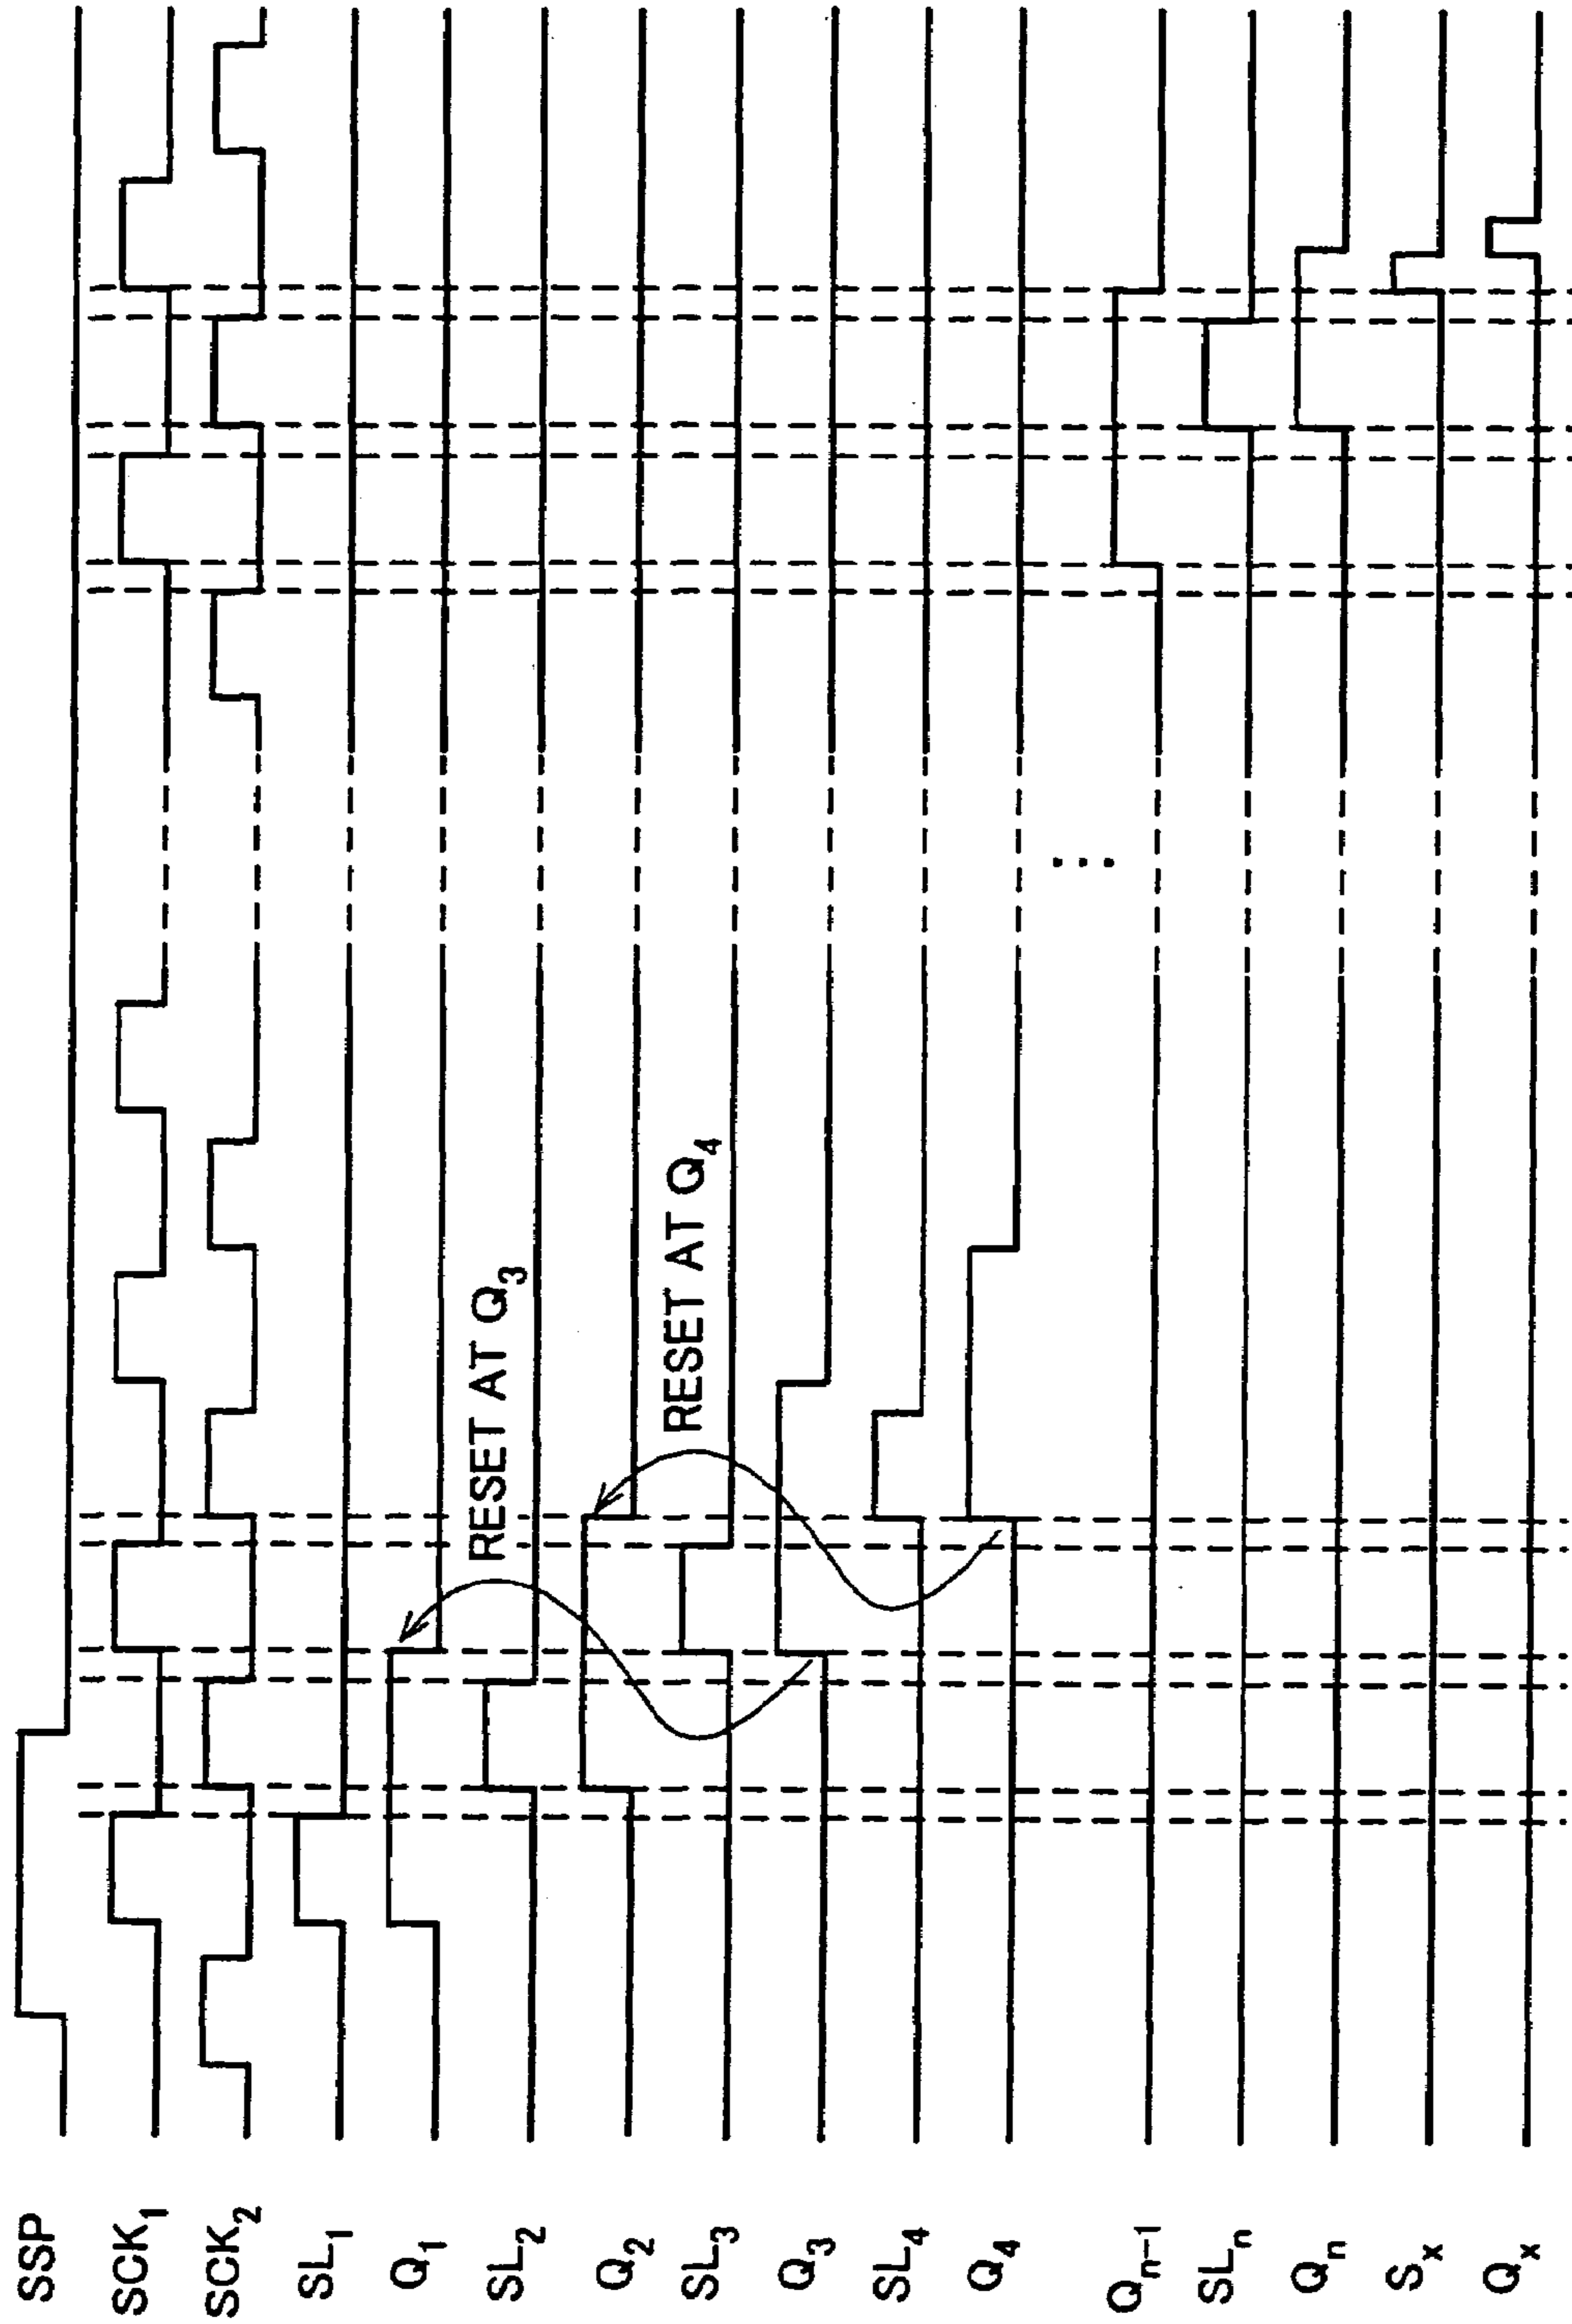 SSP
SCK1
SCK2
SL1
Q1
SL2
Q2
SL3
Q3
SL4
Q4
Qn-1
SLn
Qn
Sx
Qx
RESET AT Q3
RESET AT Q4